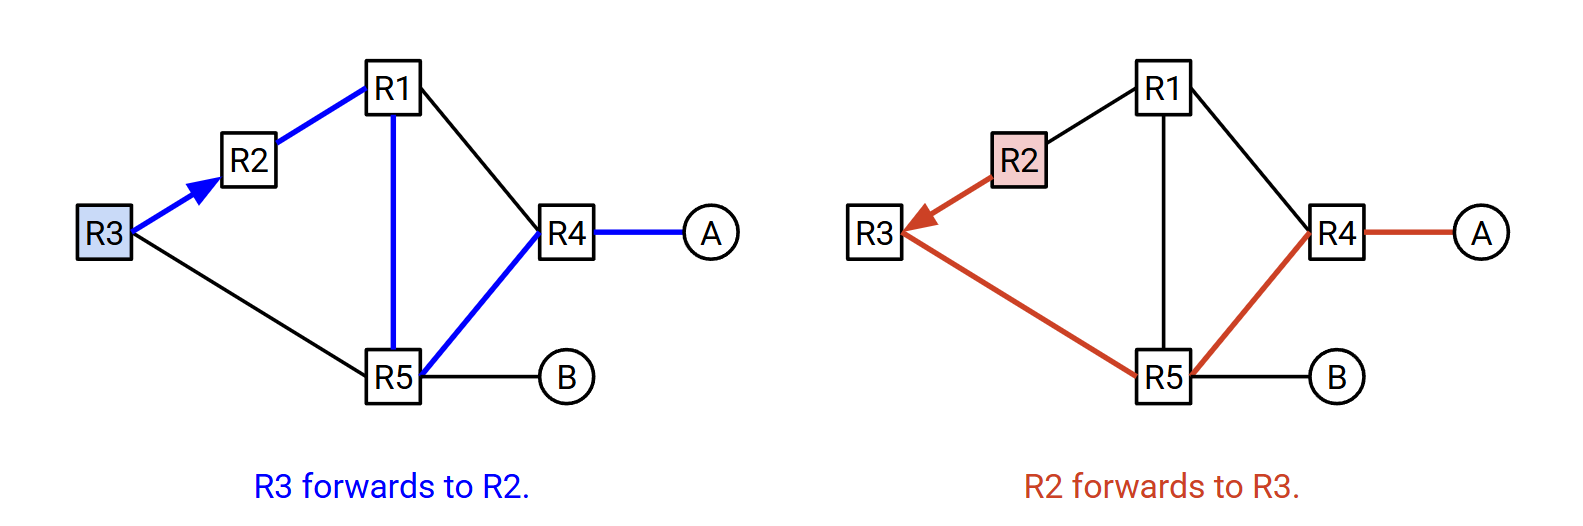 R1
R2
R3
R4
A
R5
B
R3 forwards to R2.
R1
R2
R3
R4
A
R5
B
R2 forwards to R3.